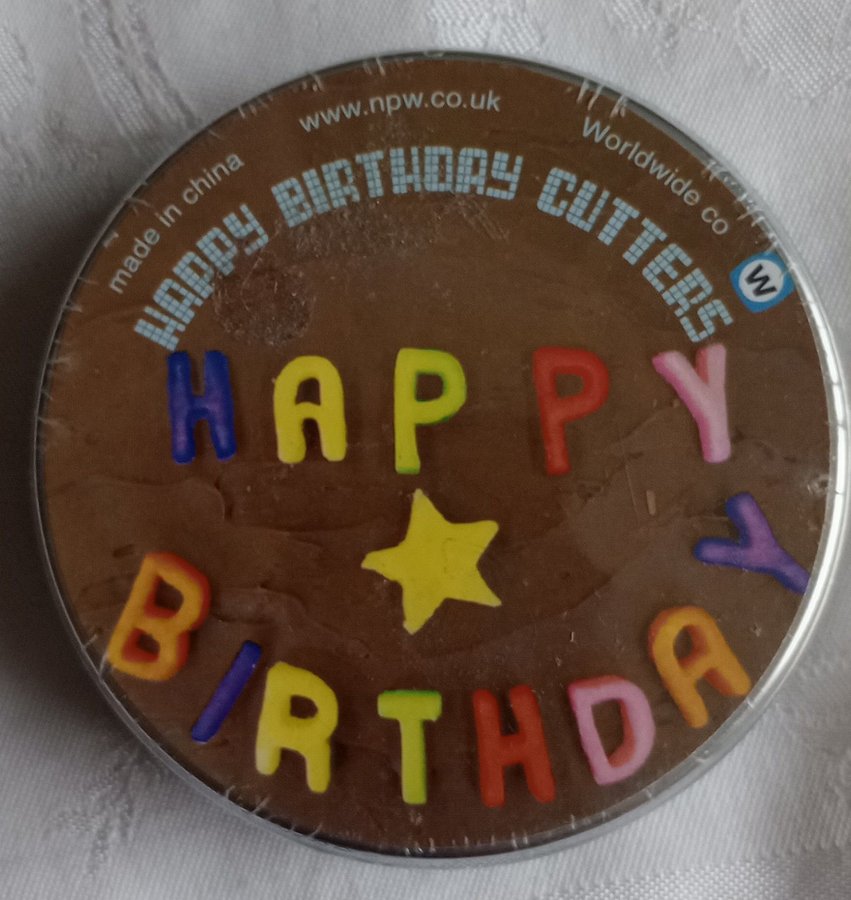 made in china
www.npw.co.uk
Worldwide co
W
HAPPY BIRTHDAY CUTTERS
HAPPY
BIRTHDAY